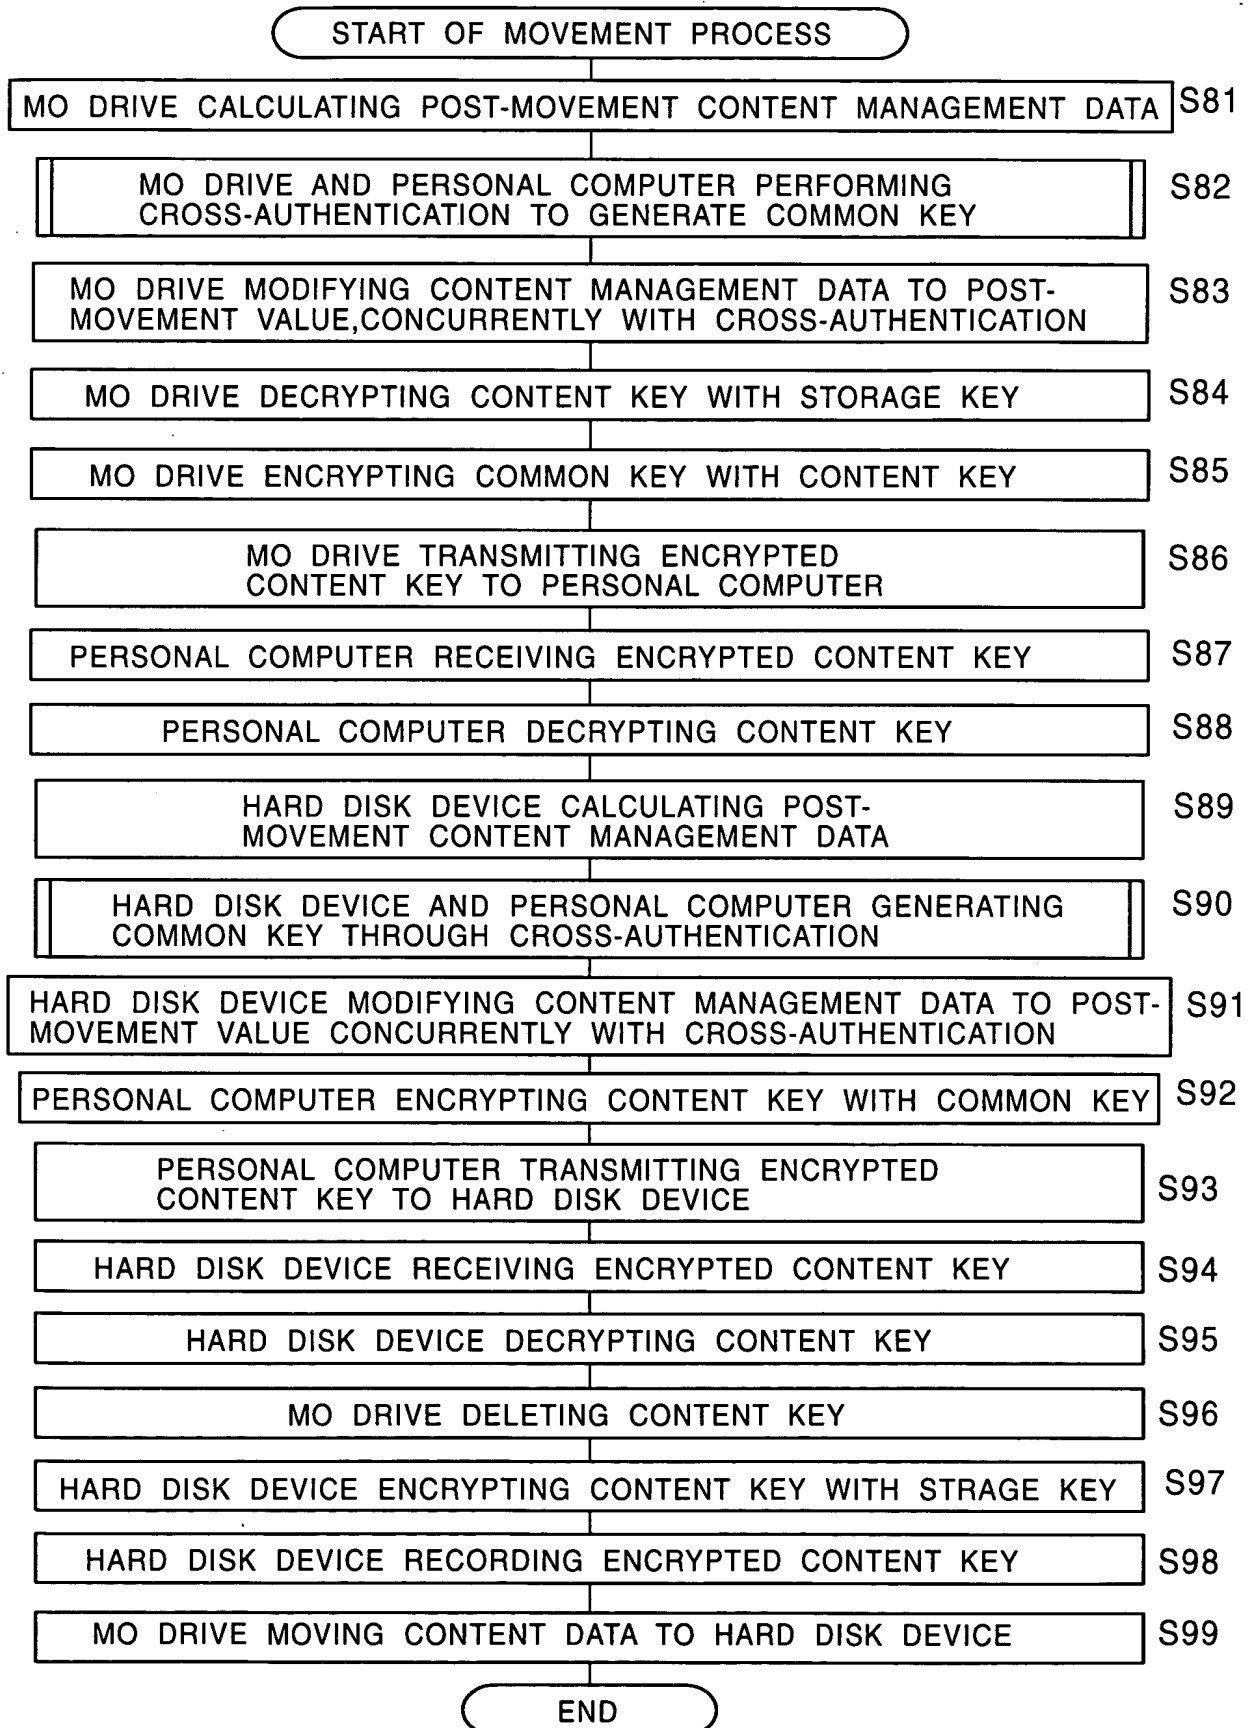 START OF MOVEMENT PROCESS
MO DRIVE CALCULATING POST-MOVEMENT CONTENT MANAGEMENT DATA S81
MO DRIVE AND PERSONAL COMPUTER PERFORMING S82
CROSS-AUTHENTICATION TO GENERATE COMMON KEY
MO DRIVE MODIFYING CONTENT MANAGEMENT DATA TO POST- S83
MOVEMENT VALUE,CONCURRENTLY WITH CROSS-AUTHENTICATION
MO DRIVE DECRYPTING CONTENT KEY WITH STORAGE KEY S84
MO DRIVE ENCRYPTING COMMON KEY WITH CONTENT KEY S85
MO DRIVE TRANSMITTING ENCRYPTED S86
CONTENT KEY TO PERSONAL COMPUTER
PERSONAL COMPUTER RECEIVING ENCRYPTED CONTENT KEY S87
PERSONAL COMPUTER DECRYPTING CONTENT KEY S88
HARD DISK DEVICE CALCULATING POST- S89
MOVEMENT CONTENT MANAGEMENT DATA
HARD DISK DEVICE AND PERSONAL COMPUTER GENERATING S90
COMMON KEY THROUGH CROSS-AUTHENTICATION
HARD DISK DEVICE MODIFYING CONTENT MANAGEMENT DATA TO POST- S91
MOVEMENT VALUE CONCURRENTLY WITH CROSS-AUTHENTICATION
PERSONAL COMPUTER ENCRYPTING CONTENT KEY WITH COMMON KEY S92
PERSONAL COMPUTER TRANSMITTING ENCRYPTED S93
CONTENT KEY TO HARD DISK DEVICE
HARD DISK DEVICE RECEIVING ENCRYPTED CONTENT KEY S94
HARD DISK DEVICE DECRYPTING CONTENT KEY S95
MO DRIVE DELETING CONTENT KEY S96
HARD DISK DEVICE ENCRYPTING CONTENT KEY WITH STRAGE KEY S97
HARD DISK DEVICE RECORDING ENCRYPTED CONTENT KEY S98
MO DRIVE MOVING CONTENT DATA TO HARD DISK DEVICE S99
END